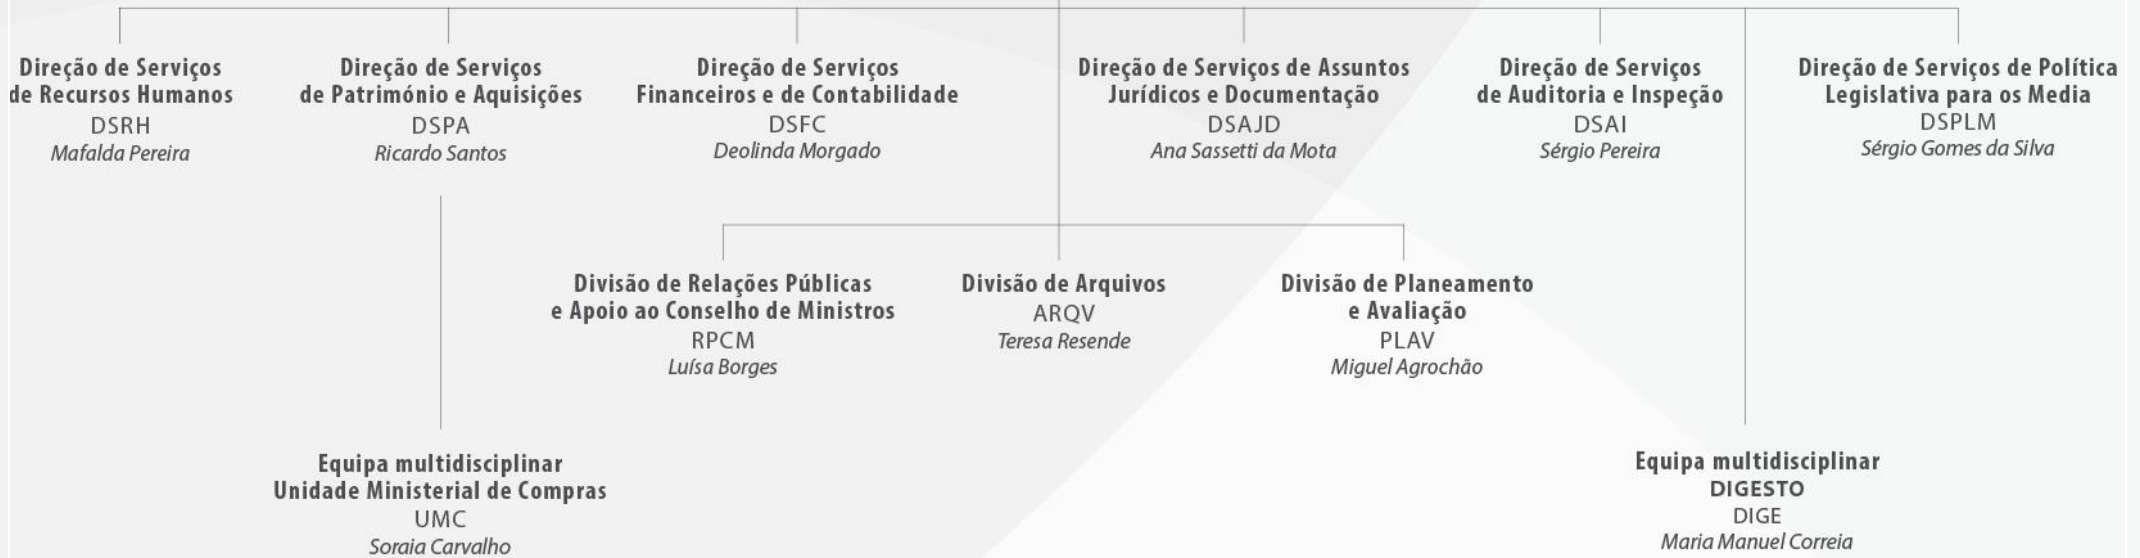 Direção de Serviços
de Recursos Humanos
DSRH
Mafalda Pereira
Direção de Serviços
de Património e Aquisições
DSPA
Ricardo Santos
Direção de Serviços
Financeiros e de Contabilidade
DSFC
Deolinda Morgado
Direção de Serviços de Assuntos
Jurídicos e Documentação
DSAJD
Ana Sassetti da Mota
Direção de Serviços
de Auditoria e Inspeção
DSAI
Sérgio Pereira
Direção de Serviços de Política
Legislativa para os Media
DSPLM
Sérgio Gomes da Silva
Divisão de Relações Públicas
e Apoio ao Conselho de Ministros
RPCM
Luísa Borges
Divisão de Arquivos
ARQV
Teresa Resende
Divisão de Planeamento
e Avaliação
PLAV
Miguel Agrochão
Equipa multidisciplinar
Unidade Ministerial de Compras
UMC
Soraia Carvalho
Equipa multidisciplinar
DIGESTO
DIGE
Maria Manuel Correia